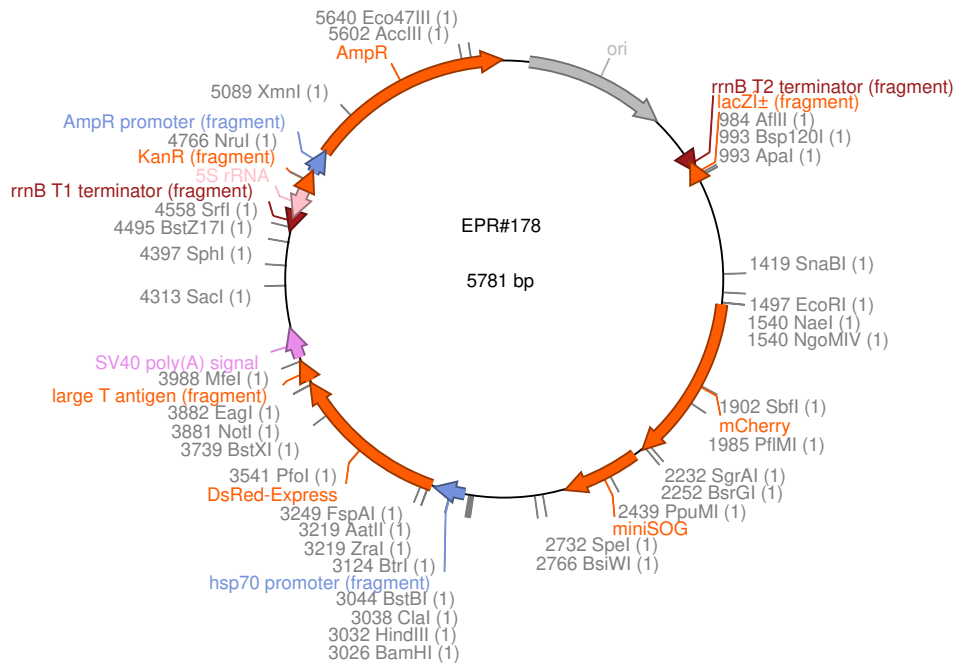 5640 Eco47III (1)
5602 AccIII (1)
AmpR
ori
5089 XmnI (1)
rrnB T2 terminator (fragment)
lacZI± (fragment)
984 AflII (1)
993 Bsp120I (1)
993 ApaI (1)
AmpR promoter (fragment)
4766 NruI (1)
KanR (fragment)
5S rRNA
rrnB T1 terminator (fragment)
4558 SrfI (1)
4495 BstZ17I (1)
4397 SphI (1)
4313 SacI (1)
EPR#178
5781 bp
1419 SnaBI (1)
1497 EcoRI (1)
1540 NaeI (1)
1540 NgoMIV (1)
SV40 poly(A) signal
3988 MfeI (1)
large T antigen (fragment)
3882 EagI (1)
3881 NotI (1)
3739 BstXI (1)
3541 PfoI (1)
DsRed-Express
1902 SbfI (1)
mCherry
1985 PflMI (1)
2232 SgrAI (1)
2252 BsrGI (1)
2439 PpuMI (1)
miniSOG
2732 SpeI (1)
2766 BsiWI (1)
3249 FspAI (1)
3219 AatII (1)
3219 ZraI (1)
3124 BtrI (1)
hsp70 promoter (fragment)
3044 BstBI (1)
3038 ClaI (1)
3032 HindIII (1)
3026 BamHI (1)